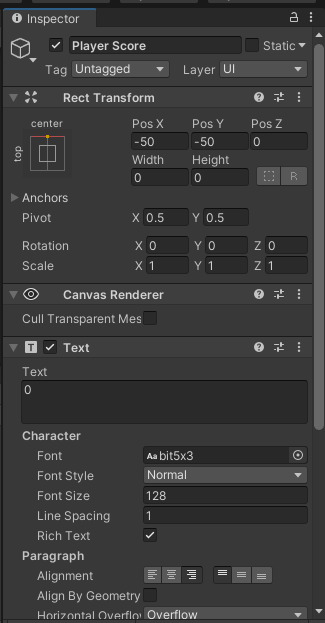 Inspector
Player Score Static
Tag Untagged Layer UI
Rect Transform
center
top
Pos X Pos Y Pos Z
-50 -50 0
Width Height
0 0
R
Anchors
Pivot X 0.5 Y 0.5
Rotation X 0 Y 0 Z 0
Scale X 1 Y 1 Z 1
Canvas Renderer
Cull Transparent Mes
T Text
Text
0
Character
Font Aa bit5x3
Font Style Normal
Font Size 128
Line Spacing 1
Rich Text
Paragraph
Alignment
Align By Geometry
Horizontal Overflow Overflow